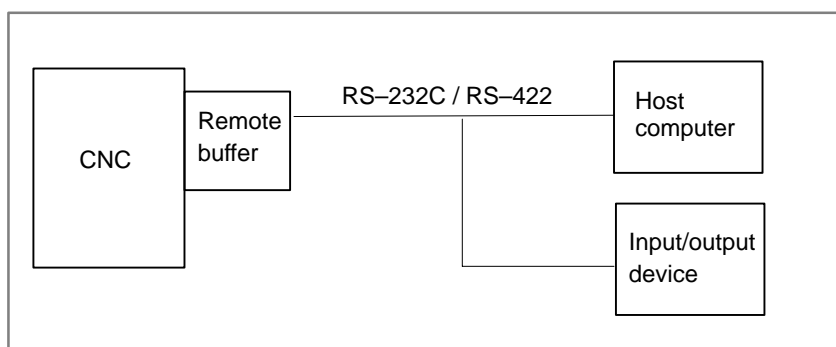 CNC
Remote
buffer
RS–232C / RS–422
Host
computer
Input/output
device